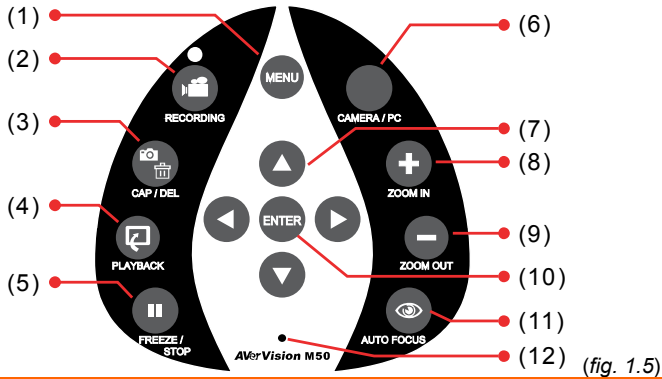 (1)
(2)
(3)
(4)
(5)
MENU
RECORDING
CAP / DEL
PLAYBACK
FREEZE /
STOP
ENTER
AVerVision M50
CAMERA / PC
ZOOM IN
ZOOM OUT
AUTO FOCUS
(6)
(7)
(8)
(9)
(10)
(11)
(12)
(fig. 1.5)